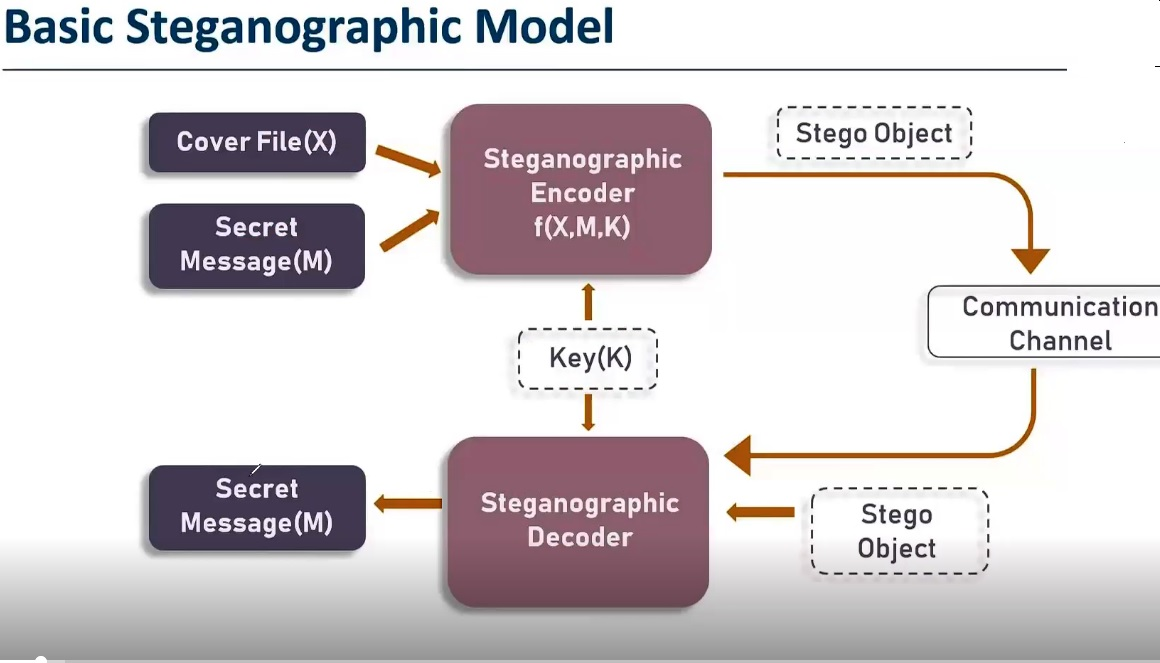 Basic Steganographic Model
Cover File(X)
Secret
Message(M)
Steganographic
Encoder
f(X,M,K)
Stego Object
Communication
Channel
Key(K)
Secret
Message(M)
Steganographic
Decoder
Stego
Object